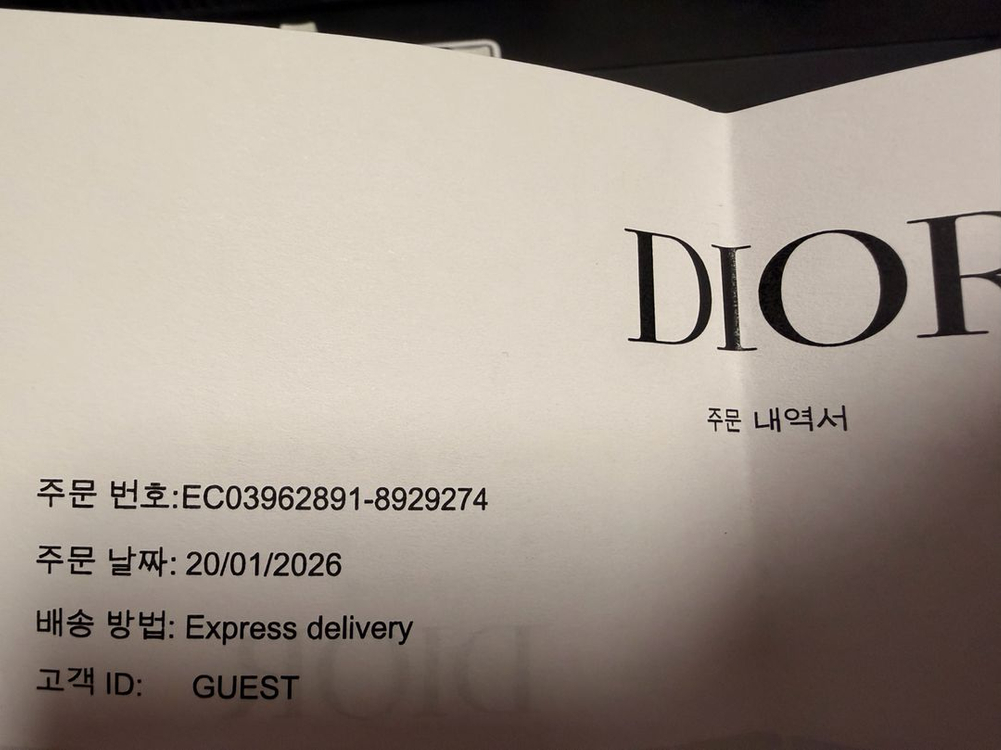 DIOR
주문 내역서
주문 번호:EC03962891-8929274
주문 날짜: 20/01/2026
배송 방법: Express delivery
고객 ID: GUEST
DIOR